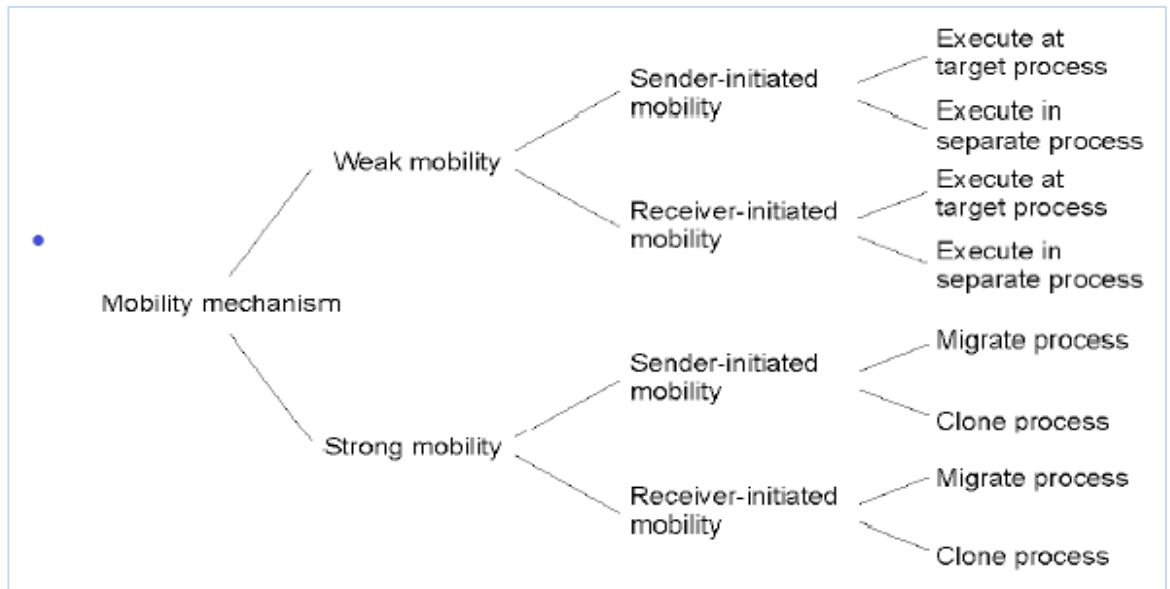 Execute at
target process
Sender-initiated
mobility
Execute in
separate process
Weak mobility
Execute at
target process
Receiver-initiated
mobility
Execute in
separate process
Mobility mechanism
Migrate process
Sender-initiated
mobility
Clone process
Strong mobility
Migrate process
Receiver-initiated
mobility
Clone process